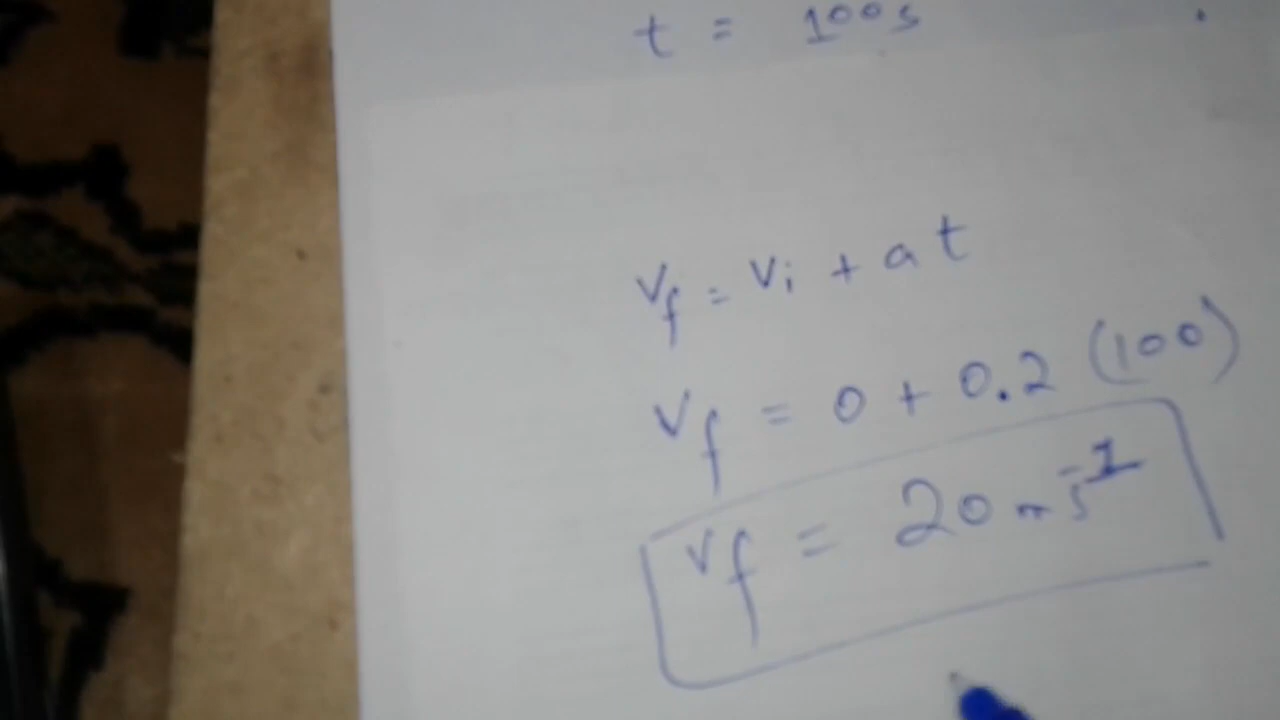 t = 100s
vf = vi + at
vf = 0 + 0.2 (100)
vf = 20 ms⁻¹